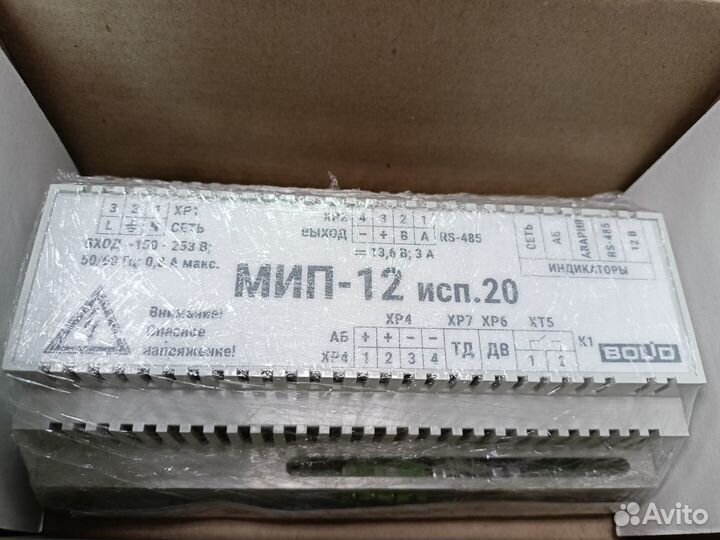 3 2 1 XP1
L N СЕТЬ
ВХОД ~150 - 253 В;
50/60 Гц; 0,8 А макс.
XP2 4 3 2 1
ВЫХОД - + B A RS-485
13,6 В; 3 А
СЕТЬ
АБ
АВАРИЯ
RS-485
12 В
ИНДИКАТОРЫ
МИП-12 исп.20
Внимание!
Опасное
напряжение!
XP4 XP7 XP6 XT5
АБ + + - - ТД ДВ K1
XP4 1 2 3 4 1 2
BOLID
Avito